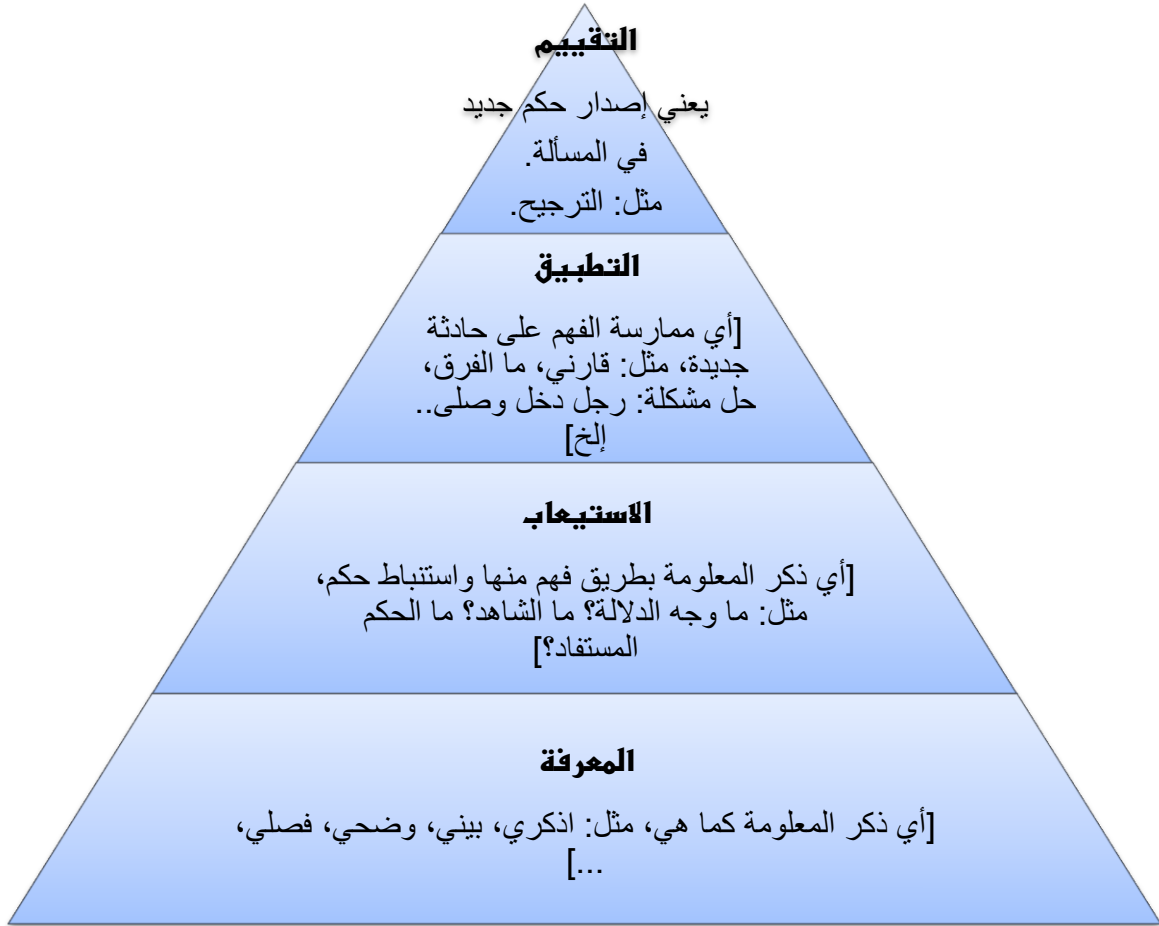 التقييم
يعني إصدار حكم جديد
في المسألة.
مثل: الترجيح.
التطبيق
[أي ممارسة الفهم على حادثة
جديدة، مثل: قارني، ما الفرق،
حل مشكلة: رجل دخل وصلى..
إلخ]
الاستيعاب
[أي ذكر المعلومة بطريق فهم منها واستنباط حكم،
مثل: ما وجه الدلالة؟ ما الشاهد؟ ما الحكم
المستفاد؟]
المعرفة
[أي ذكر المعلومة كما هي، مثل: اذكري، بيني، وضحي، فصلي،
...]